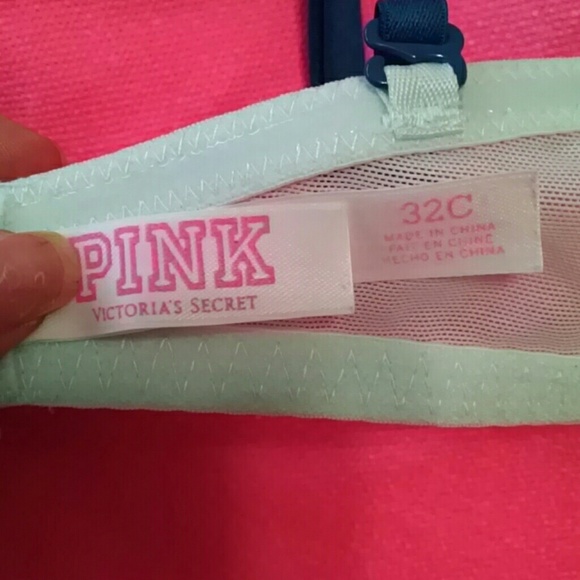 PINK
VICTORIA'S SECRET
32C
MADE IN CHINA
FAIT EN CHINE
HECHO EN CHINA